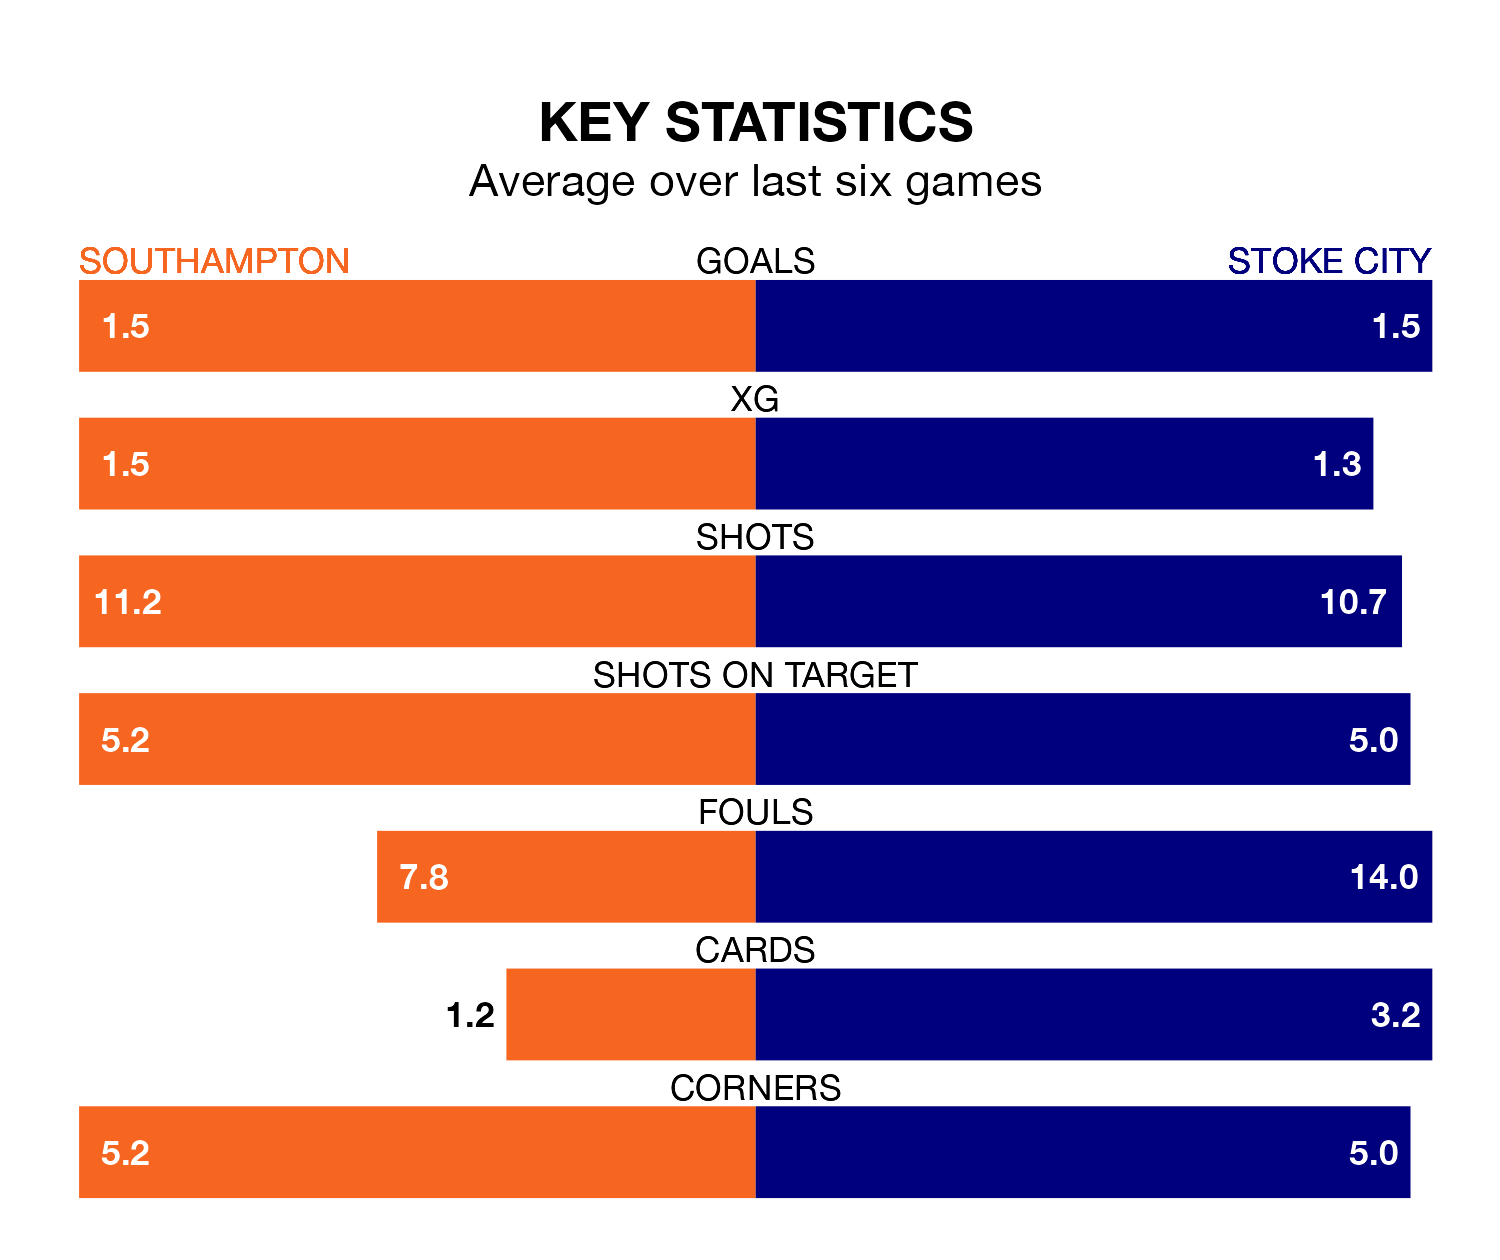 KEY STATISTICS
Average over last six games
SOUTHAMPTON GOALS STOKE CITY
1.5 1.5
XG
1.5 1.3
SHOTS
11.2 10.7
SHOTS ON TARGET
5.2 5.0
FOULS
7.8 14.0
CARDS
1.2 3.2
CORNERS
5.2 5.0